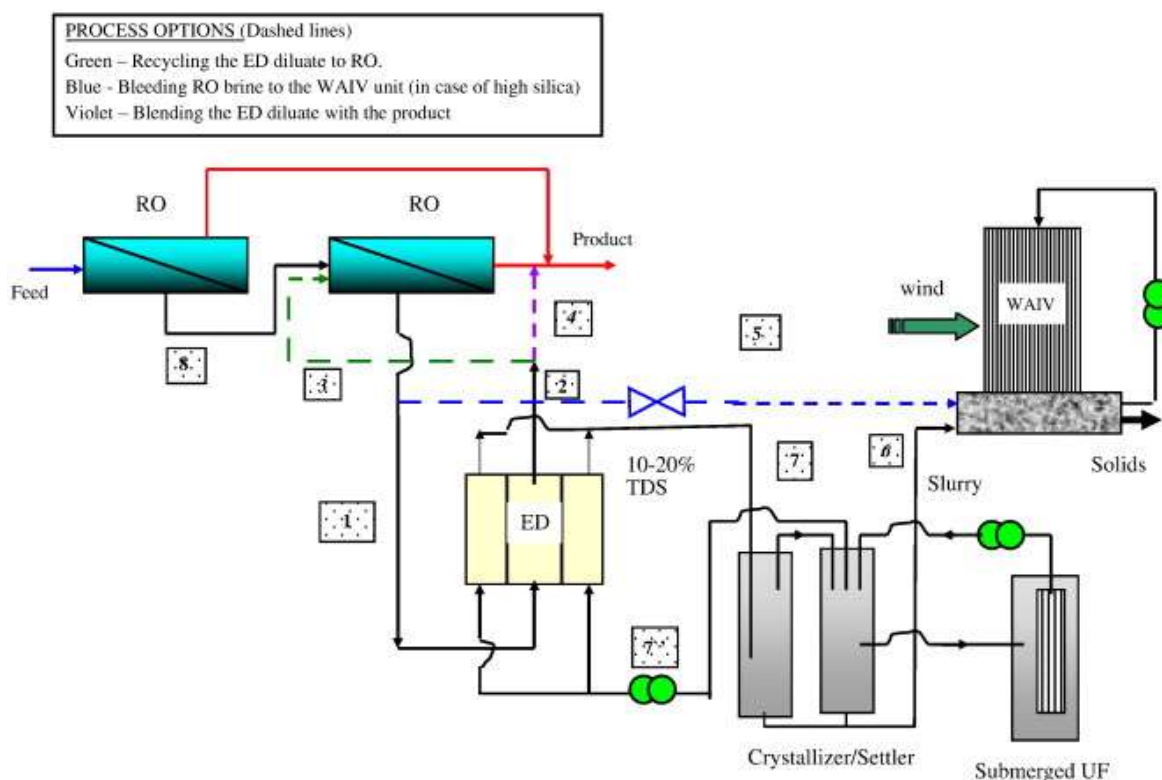 PROCESS OPTIONS (Dashed lines)
Green – Recycling the ED diluate to RO.
Blue - Bleeding RO brine to the WAIV unit (in case of high silica)
Violet – Blending the ED diluate with the product
RO
RO
Product
Feed
wind
WAIV
4
5
8
3
2
10-20%
TDS
7
6
Slurry
Solids
1
ED
7'
Crystallizer/Settler
Submerged UF